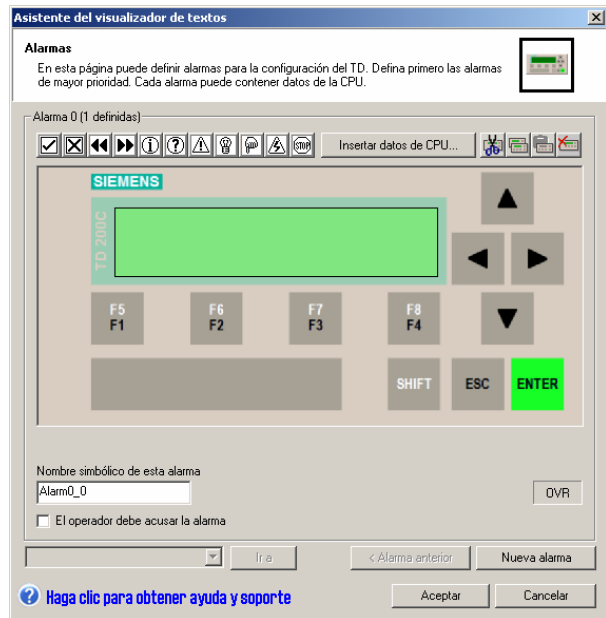 Asistente del visualizador de textos
Alarmas
En esta página puede definir alarmas para la configuración del TD. Defina primero las alarmas
de mayor prioridad. Cada alarma puede contener datos de la CPU.
Alarma 0 (1 definidas)
STOP
Insertar datos de CPU...
SIEMENS
TD 200C
F5
F1
F6
F2
F7
F3
F8
F4
SHIFT
ESC
ENTER
Nombre simbólico de esta alarma
Alarm0_0
OVR
El operador debe acusar la alarma
Ir a
< Alarma anterior
Nueva alarma
Haga clic para obtener ayuda y soporte
Aceptar
Cancelar